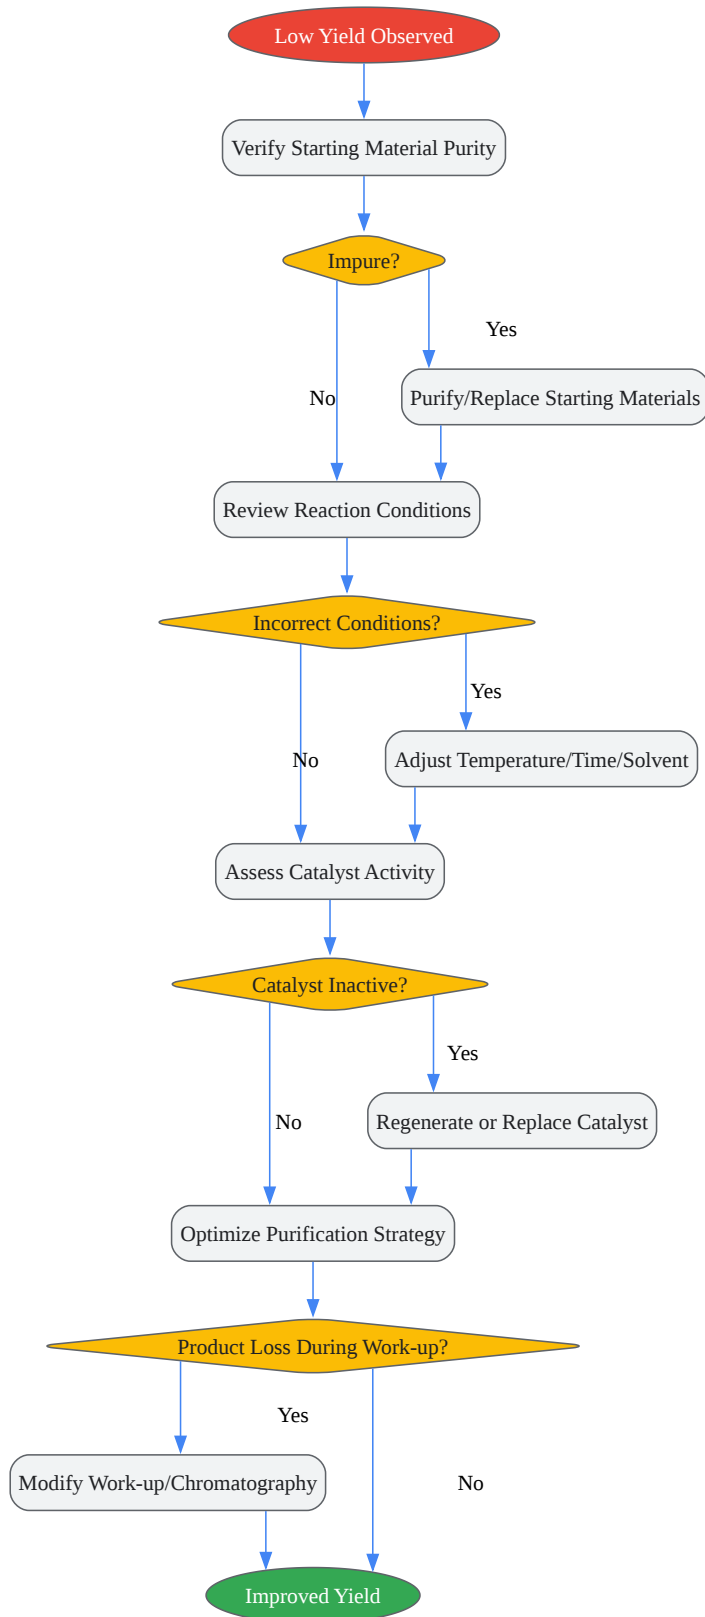 Low Yield Observed
Verify Starting Material Purity
Impure?
Yes
No
Purify/Replace Starting Materials
Review Reaction Conditions
Incorrect Conditions?
Yes
No
Adjust Temperature/Time/Solvent
Assess Catalyst Activity
Catalyst Inactive?
Yes
No
Regenerate or Replace Catalyst
Optimize Purification Strategy
Product Loss During Work-up?
Yes
Modify Work-up/Chromatography
No
Improved Yield